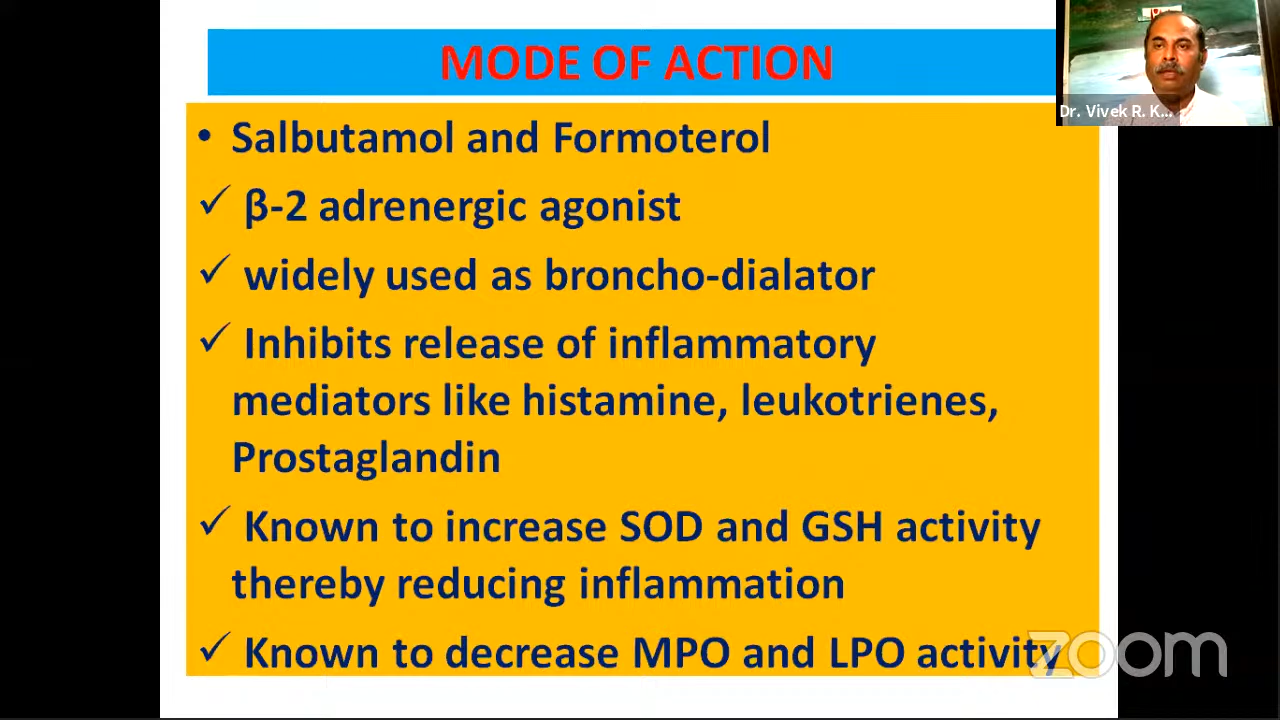 MODE OF ACTION
Dr. Vivek R. K...
• Salbutamol and Formoterol
✓ β-2 adrenergic agonist
✓ widely used as broncho-dialator
✓ Inhibits release of inflammatory
mediators like histamine, leukotrienes,
Prostaglandin
✓ Known to increase SOD and GSH activity
thereby reducing inflammation
✓ Known to decrease MPO and LPO activity
zoom